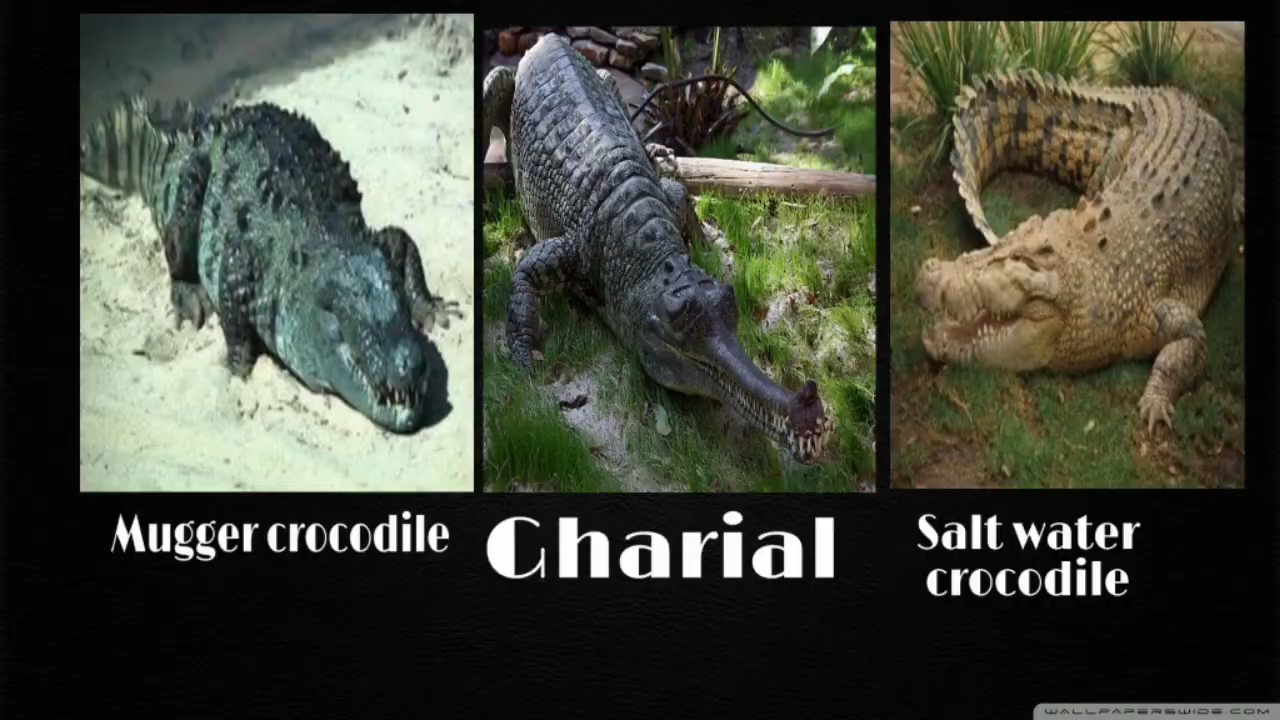 Mugger crocodile
Gharial
Salt water
crocodile
WALLPAPERSWIDE.COM